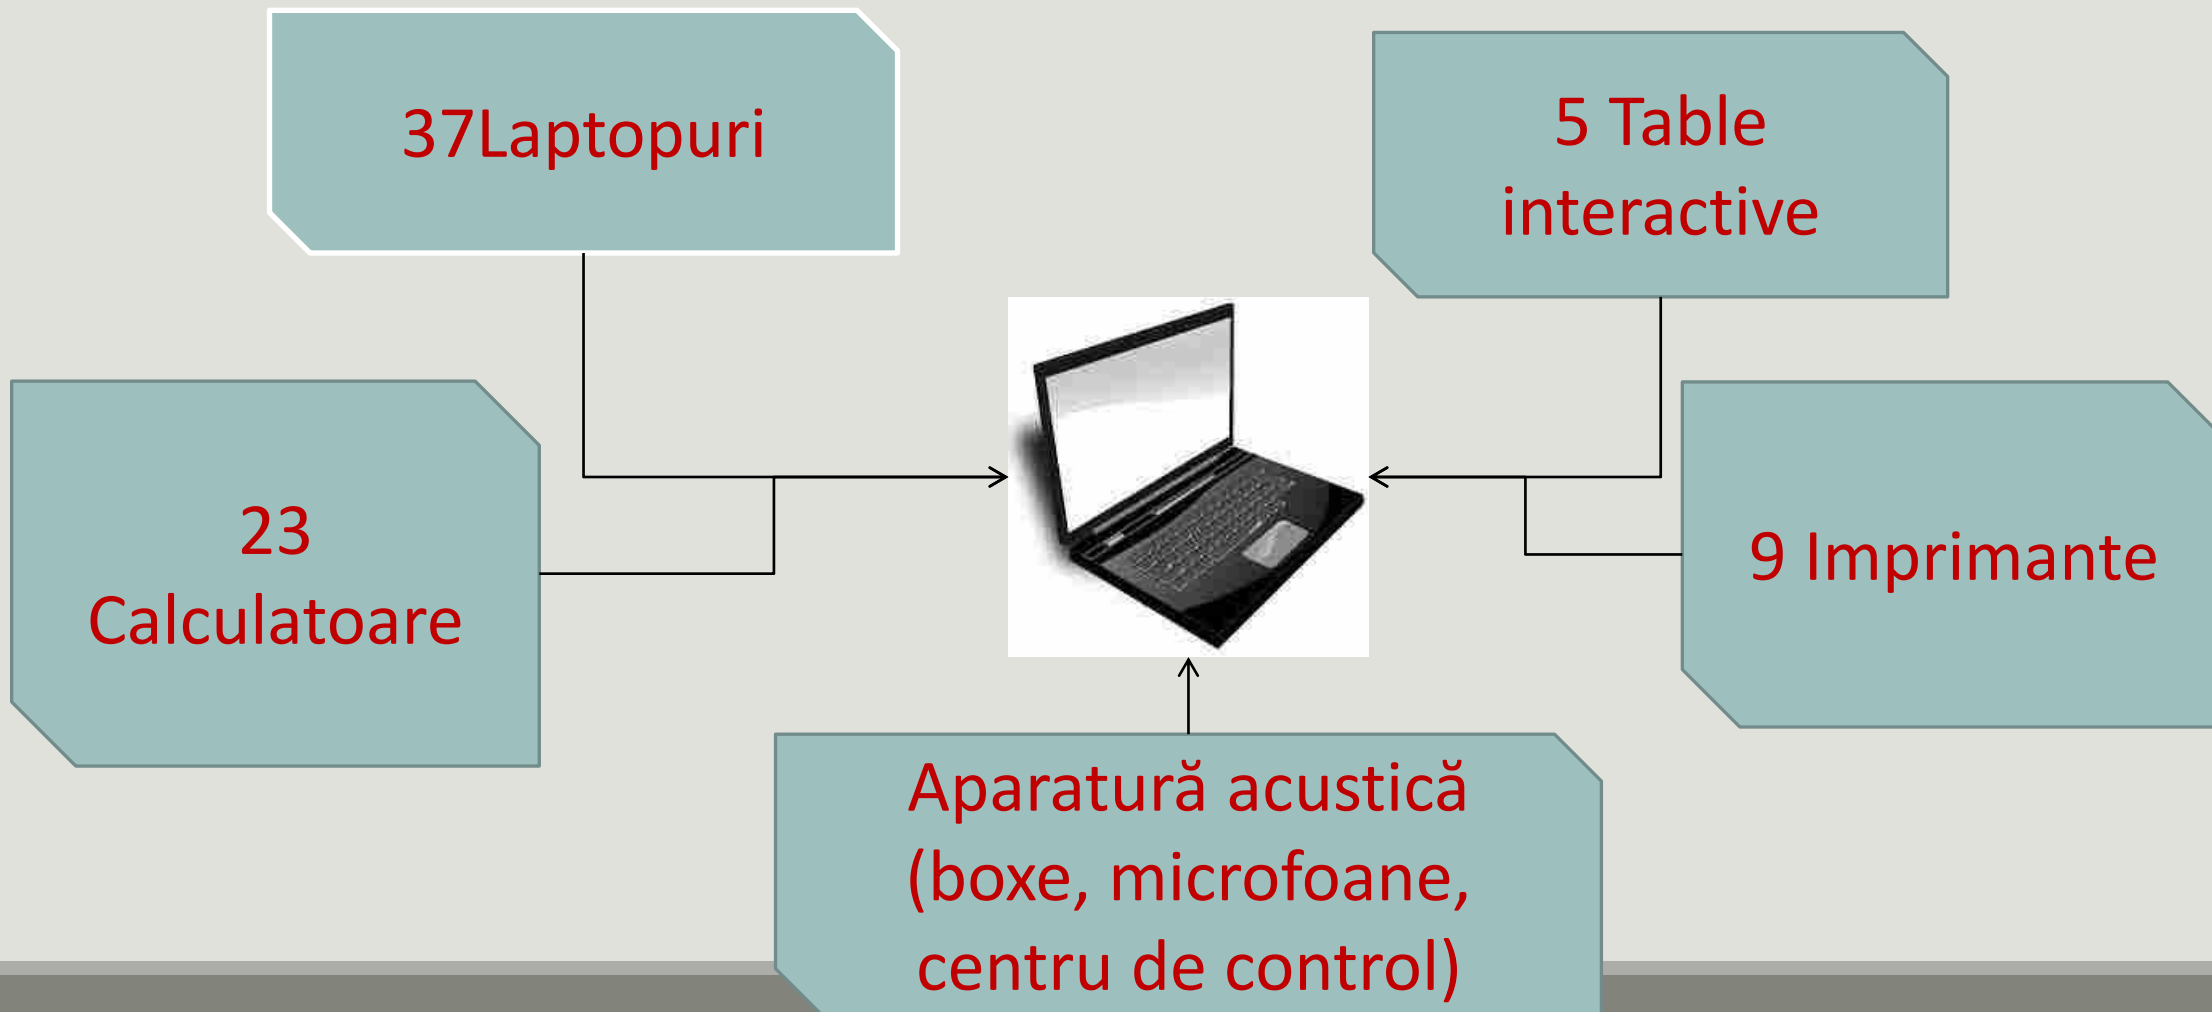 37Laptopuri
5 Table
interactive
23
Calculatoare
9 Imprimante
Aparatură acustică
(boxe, microfoane,
centru de control)